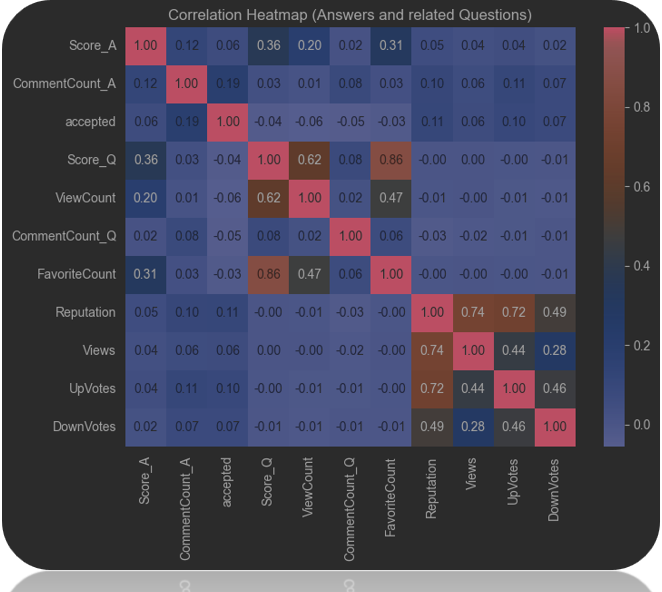 Correlation Heatmap (Answers and related Questions)
Score_A 1.00 0.12 0.06 0.36 0.20 0.02 0.31 0.05 0.04 0.04 0.02
CommentCount_A 0.12 1.00 0.19 0.03 0.01 0.08 0.03 0.10 0.06 0.11 0.07
accepted 0.06 0.19 1.00 -0.04 -0.06 -0.05 -0.03 0.11 0.06 0.10 0.07
Score_Q 0.36 0.03 -0.04 1.00 0.62 0.08 0.86 -0.00 0.00 -0.00 -0.01
ViewCount 0.20 0.01 -0.06 0.62 1.00 0.02 0.47 -0.01 -0.00 -0.01 -0.01
CommentCount_Q 0.02 0.08 -0.05 0.08 0.02 1.00 0.06 -0.03 -0.02 -0.01 -0.01
FavoriteCount 0.31 0.03 -0.03 0.86 0.47 0.06 1.00 -0.00 -0.00 -0.00 -0.01
Reputation 0.05 0.10 0.11 -0.00 -0.01 -0.03 -0.00 1.00 0.74 0.72 0.49
Views 0.04 0.06 0.06 0.00 -0.00 -0.02 -0.00 0.74 1.00 0.44 0.28
UpVotes 0.04 0.11 0.10 -0.00 -0.01 -0.01 -0.00 0.72 0.44 1.00 0.46
DownVotes 0.02 0.07 0.07 -0.01 -0.01 -0.01 -0.01 0.49 0.28 0.46 1.00
Score_A
CommentCount_A
accepted
Score_Q
ViewCount
CommentCount_Q
FavoriteCount
Reputation
Views
UpVotes
DownVotes
1.0
0.8
0.6
0.4
0.2
0.0